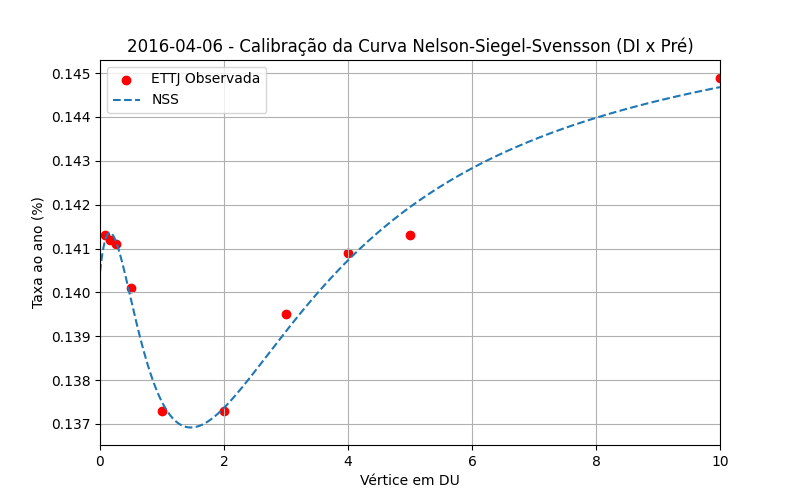 2016-04-06 - Calibração da Curva Nelson-Siegel-Svensson (DI x Pré)
ETTJ Observada
NSS
Taxa ao ano (%)
0.145
0.144
0.143
0.142
0.141
0.140
0.139
0.138
0.137
0 2 4 6 8 10
Vértice em DU